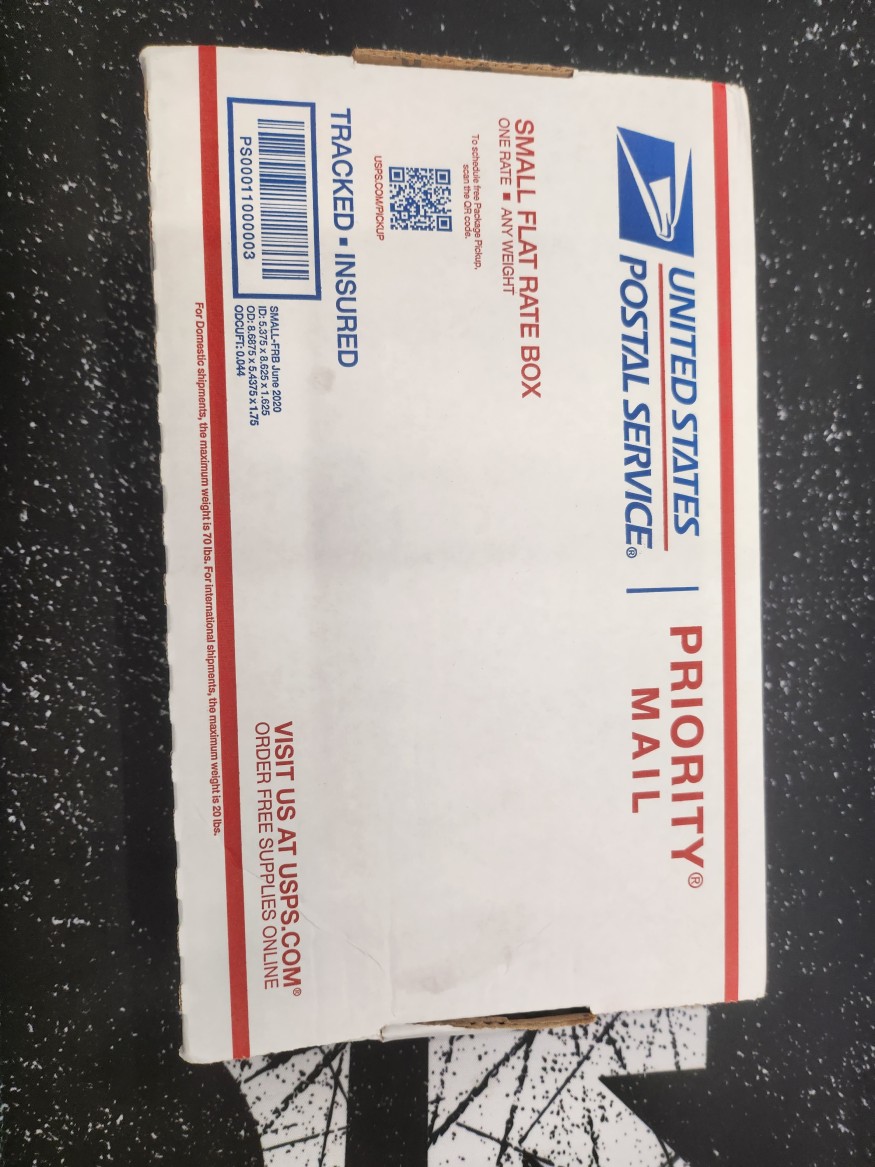 UNITED STATES
POSTAL SERVICE®
PRIORITY®
MAIL
SMALL FLAT RATE BOX
ONE RATE ■ ANY WEIGHT
To schedule free Package Pickup,
scan the QR code.
USPS.COM/PICKUP
TRACKED ■ INSURED
PS00011000003
SMALL-FRB June 2020
ID: 5.375 x 8.625 x 1.625
OD: 8.6875 x 5.4375 x 1.75
ODCUFT: 0.044
VISIT US AT USPS.COM®
ORDER FREE SUPPLIES ONLINE
For Domestic shipments, the maximum weight is 70 lbs. For international shipments, the maximum weight is 20 lbs.